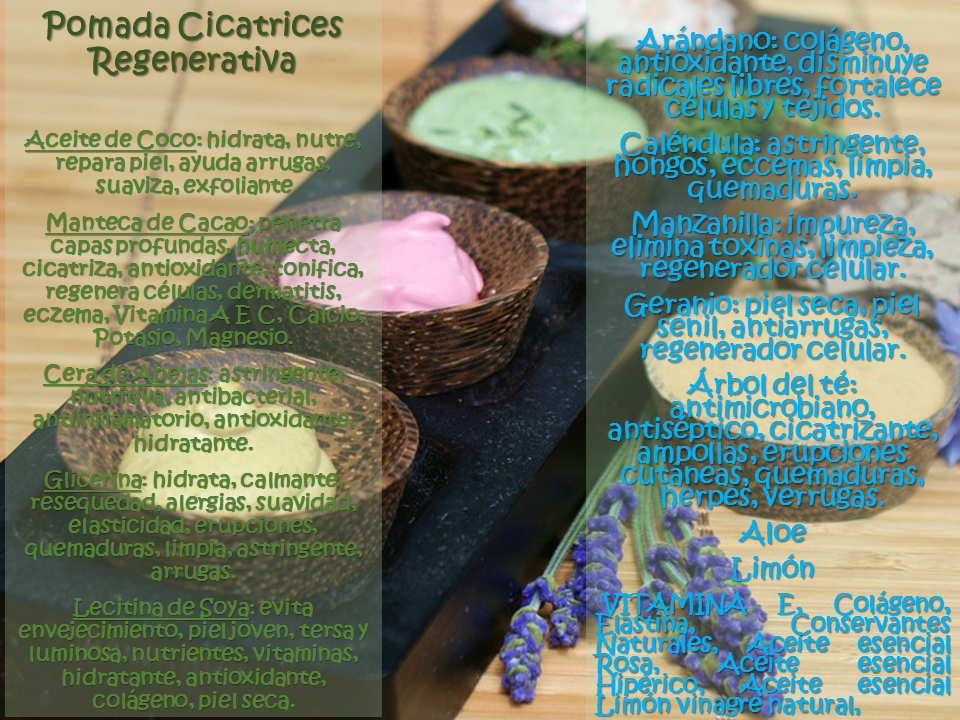 Pomada Cicatrices
Regenerativa
Aceite de Coco: hidrata, nutre,
repara piel, ayuda arrugas,
suaviza, exfoliante
Manteca de Cacao: penetra
capas profundas, humecta,
cicatriza, antioxidante, tonifica,
regenera células, dermatitis,
eczema, Vitamina A E C, Calcio,
Potasio, Magnesio.
Cera de Abejas: astringente,
nutritiva, antibacterial,
antiinflamatorio, antioxidante,
hidratante.
Glicerina: hidrata, calmante,
resequedad, alergias, suavidad,
elasticidad, erupciones,
quemaduras, limpia, astringente,
arrugas.
Lecitina de Soya: evita
envejecimiento, piel joven, tersa y
luminosa, nutrientes, vitaminas,
hidratante, antioxidante,
colágeno, piel seca.
Arándano: colágeno,
antioxidante, disminuye
radicales libres, fortalece
células y tejidos.
Caléndula: astringente,
hongos, eccemas, limpia,
quemaduras.
Manzanilla: impureza,
elimina toxinas, limpieza,
regenerador celular.
Geranio: piel seca, piel
senil, antiarrugas,
regenerador celular.
Árbol del té:
antimicrobiano,
antiséptico, cicatrizante,
ampollas, erupciones
cutáneas, quemaduras,
herpes, verrugas.
Aloe
Limón
VITAMINA E, Colágeno,
Elastina, Conservantes
Naturales, Aceite esencial
Rosa, Aceite esencial
Hipérico, Aceite esencial
Limón vinagre natural,